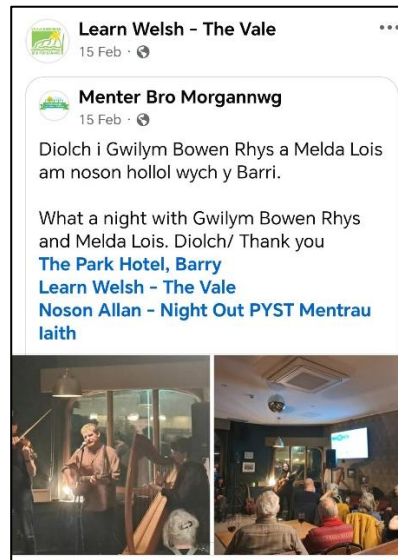 Learn Welsh - The Vale
15 Feb ·
Menter Bro Morgannwg
15 Feb ·
Diolch i Gwilym Bowen Rhys a Melda Lois
am noson hollol wych y Barri.
What a night with Gwilym Bowen Rhys
and Melda Lois. Diolch/ Thank you
The Park Hotel, Barry
Learn Welsh - The Vale
Noson Allan - Night Out PYST Mentrau
Iaith